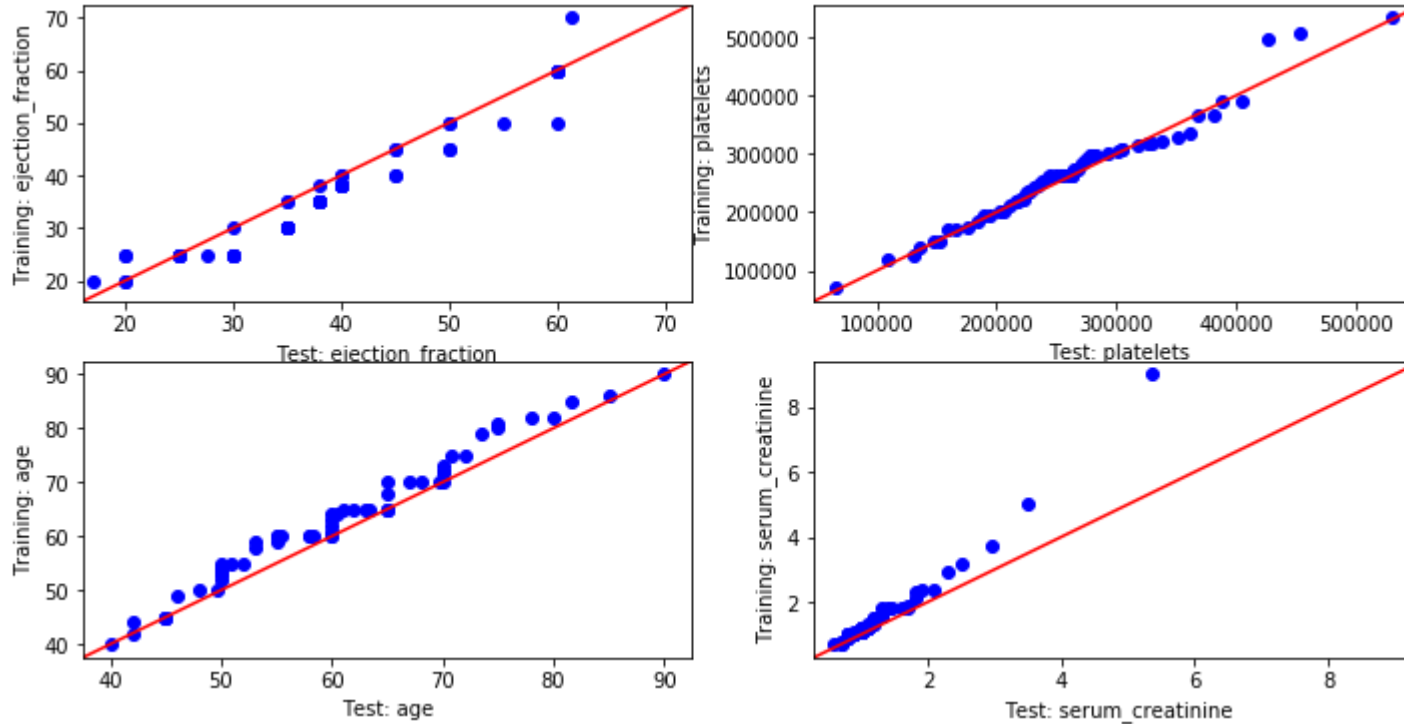 Training: ejection_fraction
70
60
50
40
30
20
20 30 40 50 60 70
Test: ejection_fraction
Training: platelets
500000
400000
300000
200000
100000
100000 200000 300000 400000 500000
Test: platelets
Training: age
90
80
70
60
50
40
40 50 60 70 80 90
Test: age
Training: serum_creatinine
8
6
4
2
2 4 6 8
Test: serum_creatinine